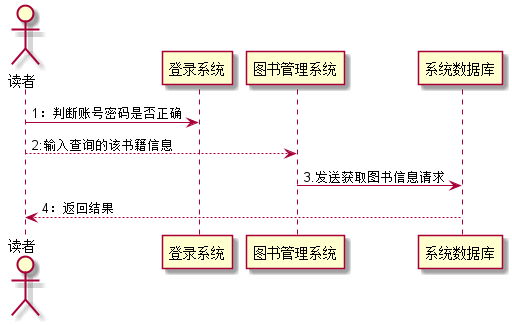 读者
登录系统
图书管理系统
系统数据库
1：判断账号密码是否正确
2:输入查询的该书籍信息
3.发送获取图书信息请求
4：返回结果
读者
登录系统
图书管理系统
系统数据库